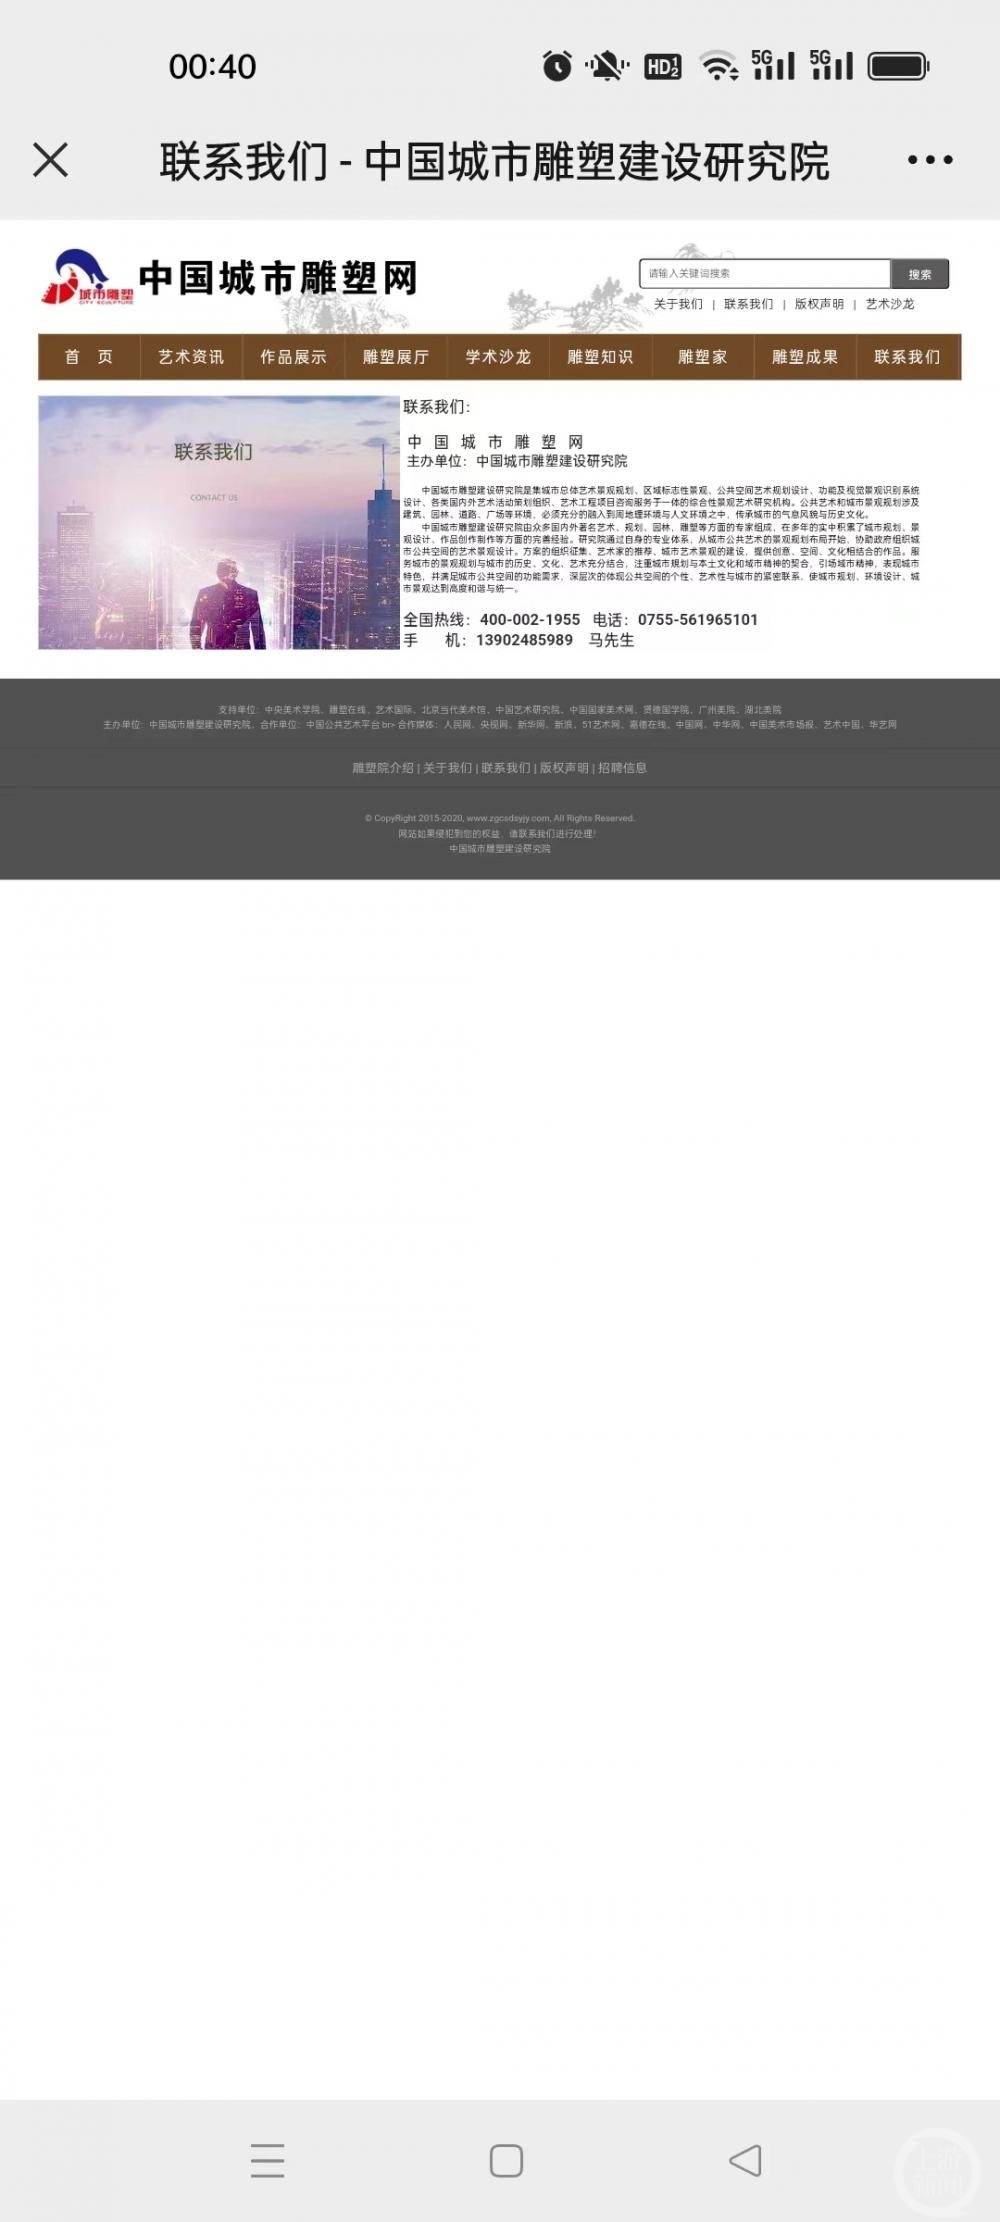 00:40
HD 1 2 5G 5G
联系我们 - 中国城市雕塑建设研究院
城市雕塑
CITY SCULPTURE
中国城市雕塑网
请输入关键词搜索 搜索
关于我们 | 联系我们 | 版权声明 | 艺术沙龙
首 页 艺术资讯 作品展示 雕塑展厅 学术沙龙 雕塑知识 雕塑家 雕塑成果 联系我们
联系我们
CONTACT US
联系我们：
中 国 城 市 雕 塑 网
主办单位：中国城市雕塑建设研究院
中国城市雕塑建设研究院是集城市总体艺术景观规划、区域标志性景观、公共空间艺术规划设计、功能及视觉景观识别系统
设计、各类国内外艺术活动策划组织、艺术工程项目咨询服务于一体的综合性景观艺术研究机构。公共艺术和城市景观规划涉及
建筑、园林、道路、广场等环境，必须充分的融入到周地理环境与人文环境之中，传承城市的气息风貌与历史文化。
中国城市雕塑建设研究院由众多国内外著名艺术、规划、园林、雕塑等方面的专家组成，在多年的实中积累了城市规划、景
观设计、作品创作制作等方面的完善经验。研究院通过自身的专业体系，从城市公共艺术的景观规划布局开始，协助政府组织城
市公共空间的艺术景观设计。方案的组织征集、艺术家的推荐、城市艺术景观的建设，提供创意、空间、文化相结合的作品。服
务城市的景观规划与城市的历史、文化、艺术充分结合，注重城市规划与本土文化和城市精神的契合，引场城市精神，表现城市
特色，并满足城市公共空间的功能需求，深层次的体现公共空间的个性、艺术性与城市的紧密联系，使城市规划、环境设计、城
市景观达到高度和谐与统一。
全国热线：400-002-1955 电话：0755-561965101
手 机：13902485989 马先生
支持单位：中央美术学院、雕塑在线、艺术国际、北京当代美术馆、中国艺术研究院、中国国家美术网、贤德国学院、广州美院、湖北美院
主办单位：中国城市雕塑建设研究院、合作单位：中国公共艺术平台 br> 合作媒体：人民网、央视网、新华网、新浪、51艺术网、嘉德在线、中国网、中华网、中国美术市场报、艺术中国、华艺网
雕塑院介绍 | 关于我们 | 联系我们 | 版权声明 | 招聘信息
© CopyRight 2015-2020, www.zgcsdsyjy.com, All Rights Reserved.
网站如果侵犯到您的权益，请联系我们进行处理！
中国城市雕塑建设研究院
上游
新闻